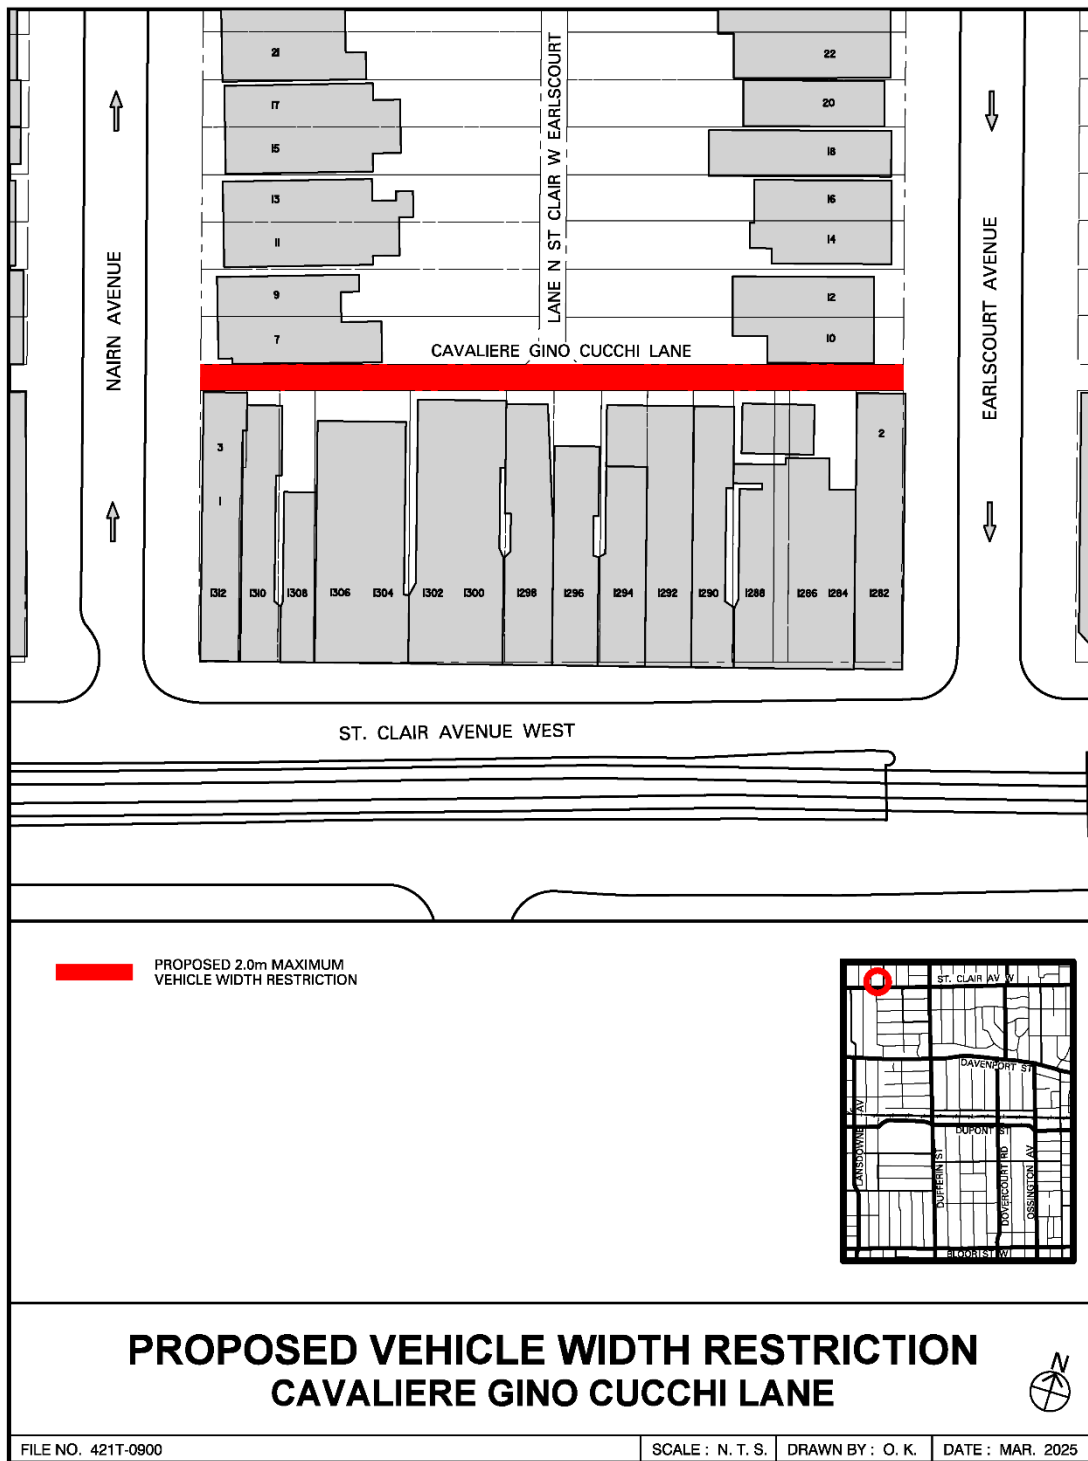 21
22
17
20
15
18
13
16
11
14
9
12
7
10
LANE N ST CLAIR W EARLSCOURT
NAIRN AVENUE
EARLSCOURT AVENUE
CAVALIERE GINO CUCCHI LANE
3
2
1
1312
1310
1308
1306
1304
1302
1300
1298
1296
1294
1292
1290
1288
1286
1284
1282
ST. CLAIR AVENUE WEST
PROPOSED 2.0m MAXIMUM
VEHICLE WIDTH RESTRICTION
ST. CLAIR AV W
DAVENPORT ST
LANSDOWNE AV
DUPONT ST
DUFFERIN ST
DOVERCOURT RD
OSSINGTON AV
BLOOR ST W
PROPOSED VEHICLE WIDTH RESTRICTION
CAVALIERE GINO CUCCHI LANE
N
FILE NO. 421T-0900
SCALE : N. T. S.
DRAWN BY : O. K.
DATE : MAR. 2025